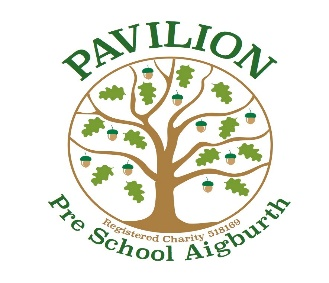 PAVILION
Registered Charity 518169
Pre School Aigburth